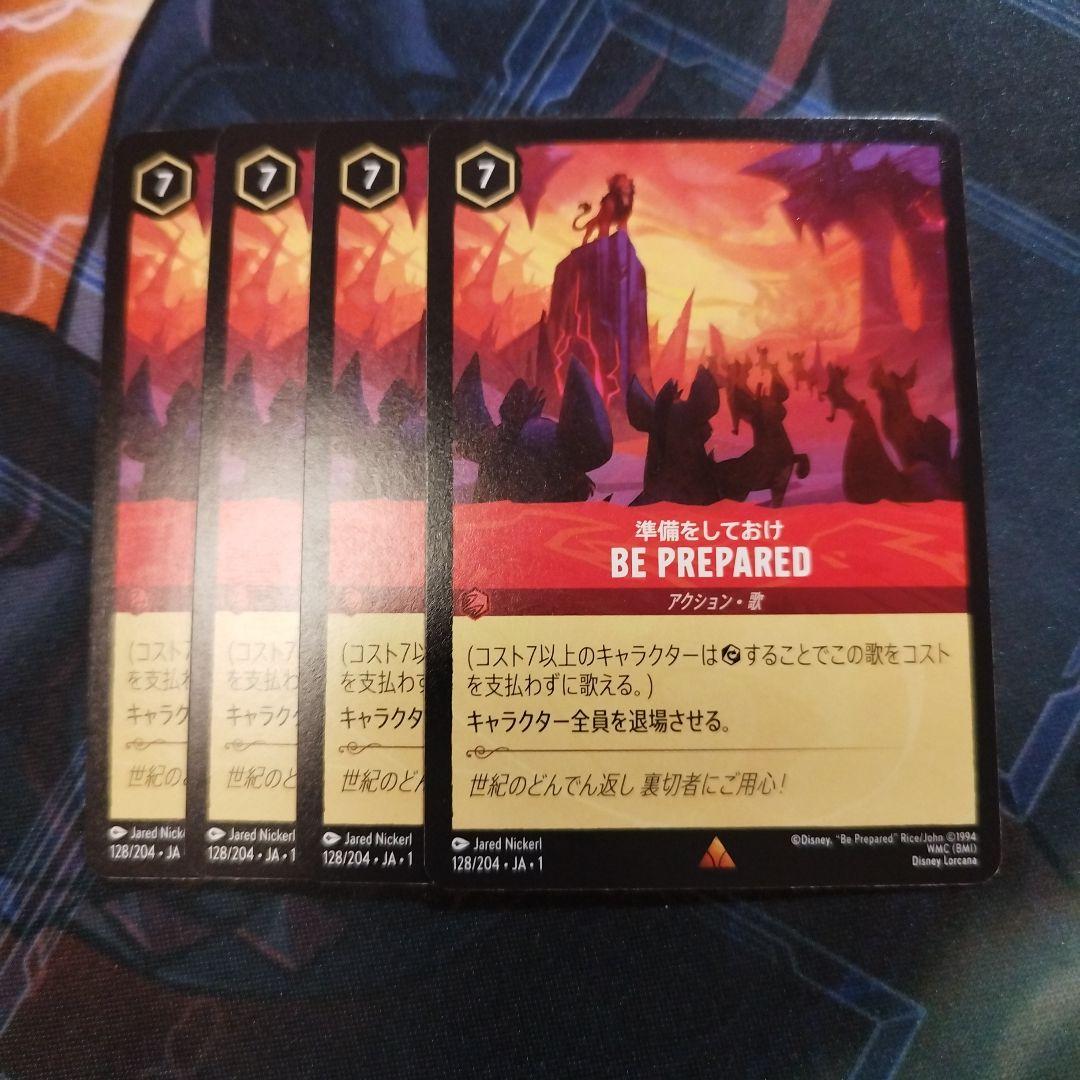 7
(コスト7
を支払わ
キャラク
世紀の
Jared Nick
128/204 • JA
7
(コスト7
を支払わ
キャラク
世紀のど
Jared Nickerl
128/204 • JA • 1
7
(コスト7以
を支払わず
キャラクタ
世紀のどん
Jared Nickerl
128/204 • JA • 1
7
準備をしておけ
BE PREPARED
アクション・歌
(コスト7以上のキャラクターはすることでこの歌をコスト
を支払わずに歌える。)
キャラクター全員を退場させる。
世紀のどんでん返し 裏切者にご用心!
Jared Nickerl
128/204 • JA • 1
©Disney. "Be Prepared" Rice/John ©1994
WMC (BMI)
Disney Lorcana